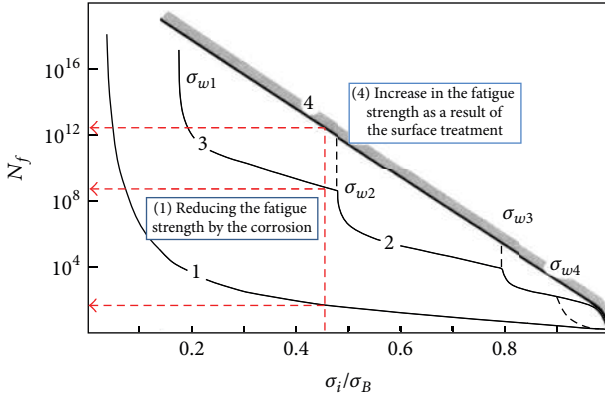 10^16
σ_w1
4
(4) Increase in the fatigue
strength as a result of
the surface treatment
10^12
3
N_f
10^8
σ_w2
(1) Reducing the fatigue
strength by the corrosion
σ_w3
2
σ_w4
10^4
1
0.2 0.4 0.6 0.8 1.0
σ_i/σ_B